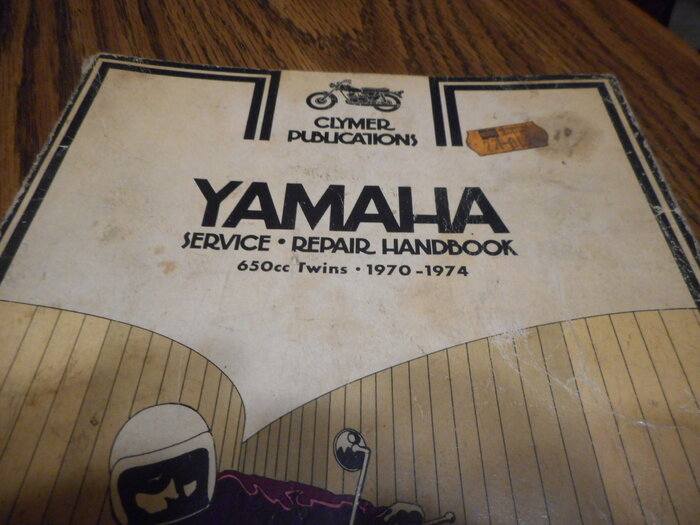 CLYMER
PUBLICATIONS
YAMAHA
SERVICE • REPAIR HANDBOOK
650cc Twins • 1970-1974